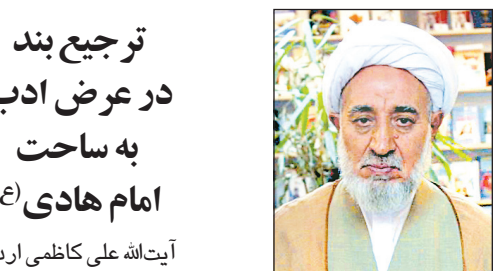 ترجیع بند
در عرض ادب
به ساحت
امام هادی(ع)
آیت‌الله علی کاظمی